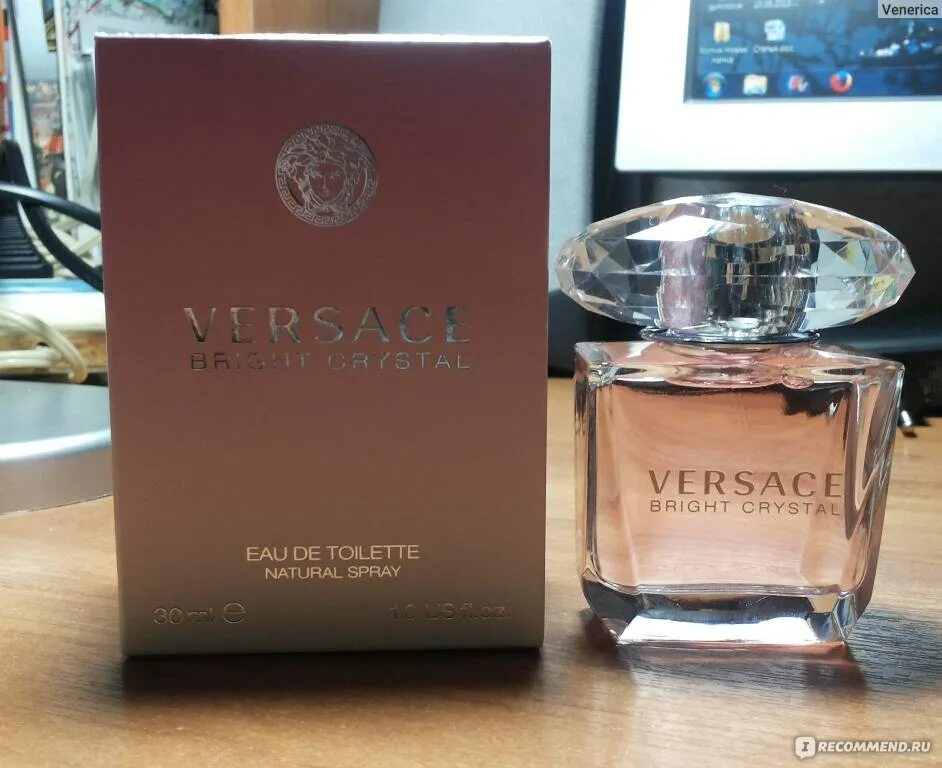 Venerica
VERSACE
BRIGHT CRYSTAL
EAU DE TOILETTE
NATURAL SPRAY
30 ml ℮ 1.0 US fl.oz.
VERSACE
BRIGHT CRYSTAL
IRECOMMEND.RU